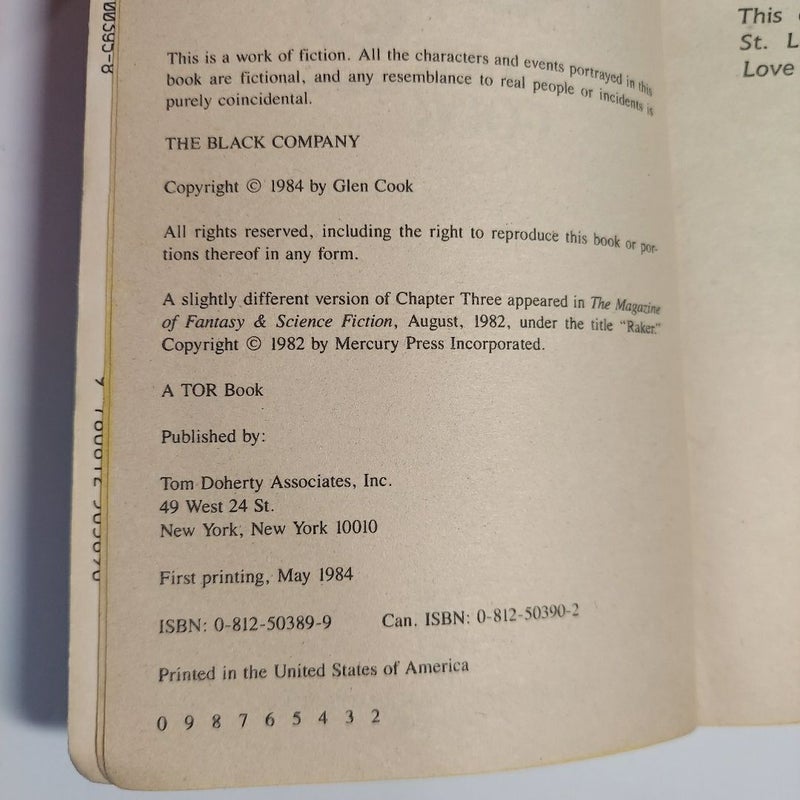 This is a work of fiction. All the characters and events portrayed in this
book are fictional, and any resemblance to real people or incidents is
purely coincidental.
THE BLACK COMPANY
Copyright © 1984 by Glen Cook
All rights reserved, including the right to reproduce this book or por-
tions thereof in any form.
A slightly different version of Chapter Three appeared in The Magazine
of Fantasy & Science Fiction, August, 1982, under the title “Raker.”
Copyright © 1982 by Mercury Press Incorporated.
A TOR Book
Published by:
Tom Doherty Associates, Inc.
49 West 24 St.
New York, New York 10010
First printing, May 1984
ISBN: 0-812-50389-9 Can. ISBN: 0-812-50390-2
Printed in the United States of America
0 9 8 7 6 5 4 3 2
This
St. L
Love